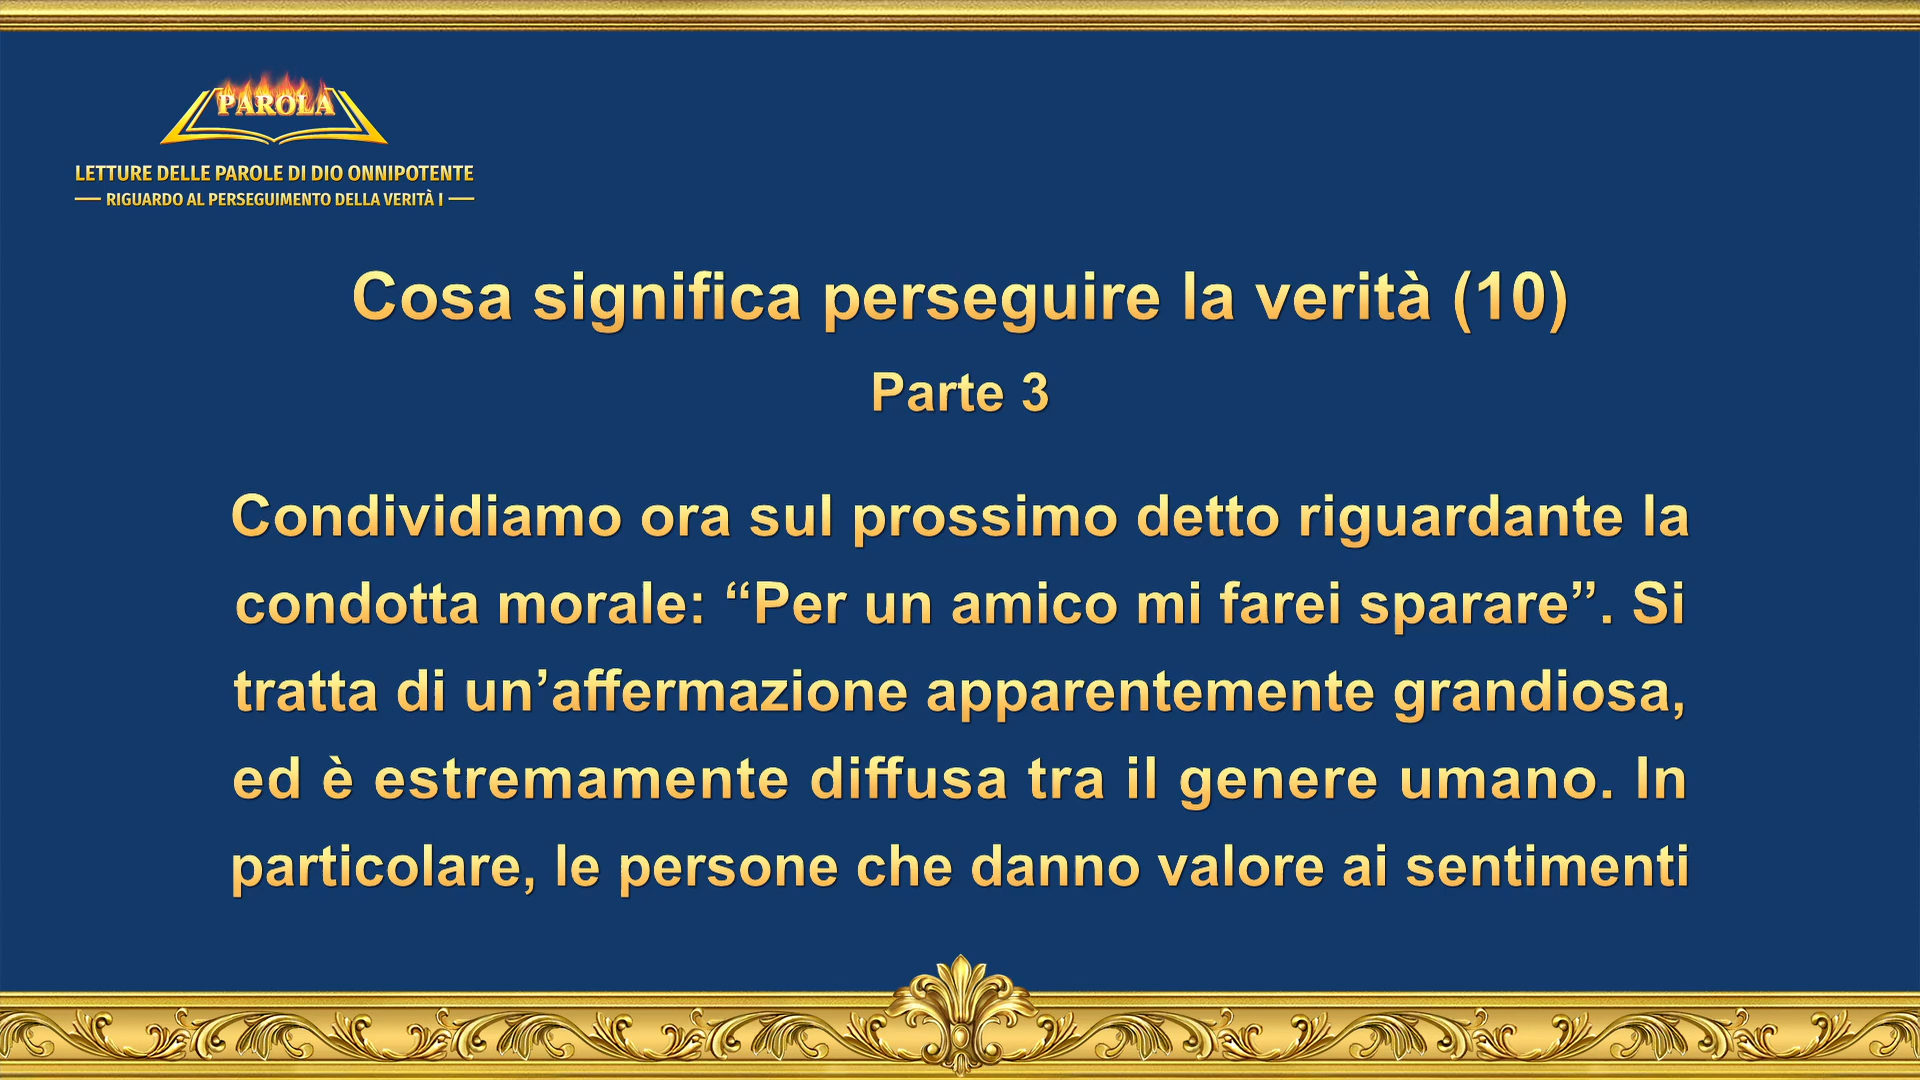 PAROLA
LETTURE DELLE PAROLE DI DIO ONNIPOTENTE
RIGUARDO AL PERSEGUIMENTO DELLA VERITÀ I
Cosa significa perseguire la verità (10)
Parte 3
Condividiamo ora sul prossimo detto riguardante la
condotta morale: “Per un amico mi farei sparare”. Si
tratta di un’affermazione apparentemente grandiosa,
ed è estremamente diffusa tra il genere umano. In
particolare, le persone che danno valore ai sentimenti